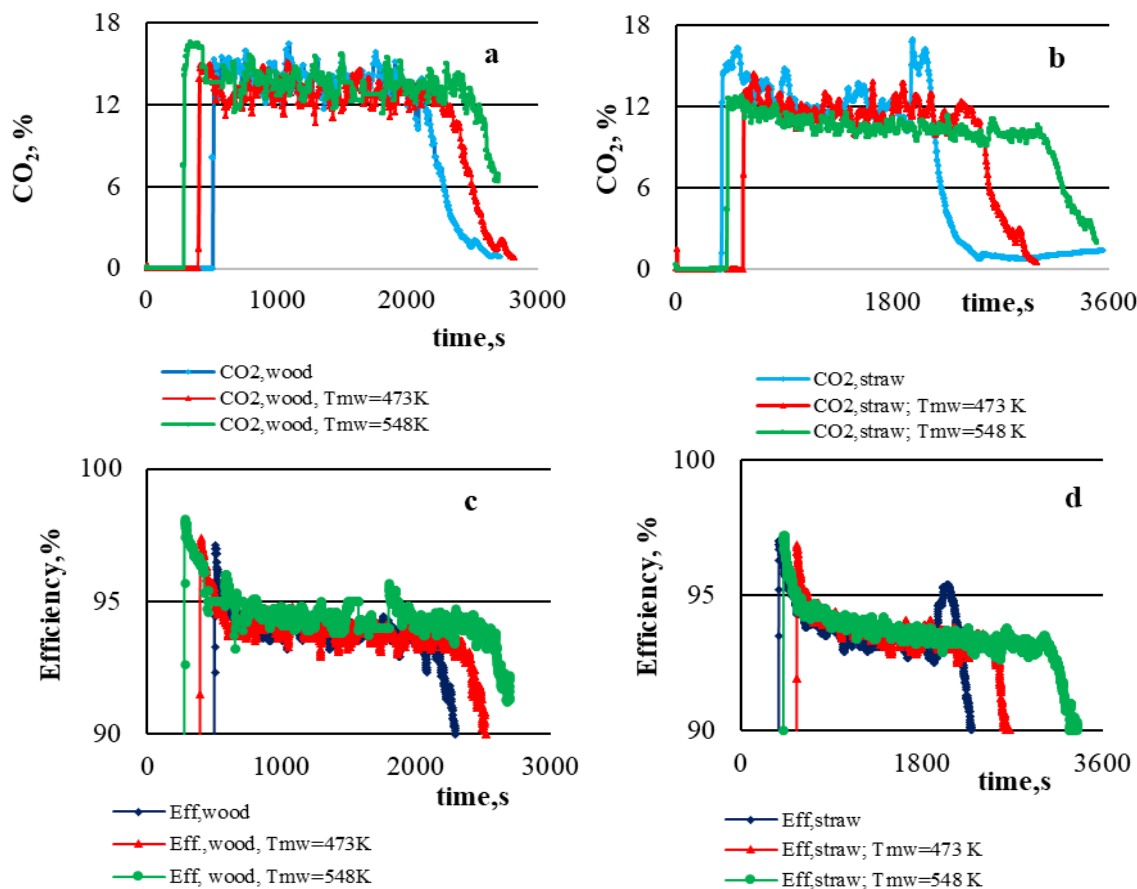 18
12
6
0
CO2, %
a
0
1000
2000
3000
time,s
CO2,wood
CO2,wood, Tmw=473K
CO2,wood, Tmw=548K
18
12
6
0
CO2, %
b
0
1800
time,s
3600
CO2,straw
CO2,straw; Tmw=473 K
CO2,straw; Tmw=548 K
100
95
90
Efficiency,%
c
0
1000
2000
3000
time,s
Eff,wood
Eff.,wood, Tmw=473K
Eff, wood, Tmw=548K
100
95
90
Efficiency, %
d
0
1800
3600
time,s
Eff,straw
Eff,straw; Tmw=473 K
Eff,straw; Tmw=548 K